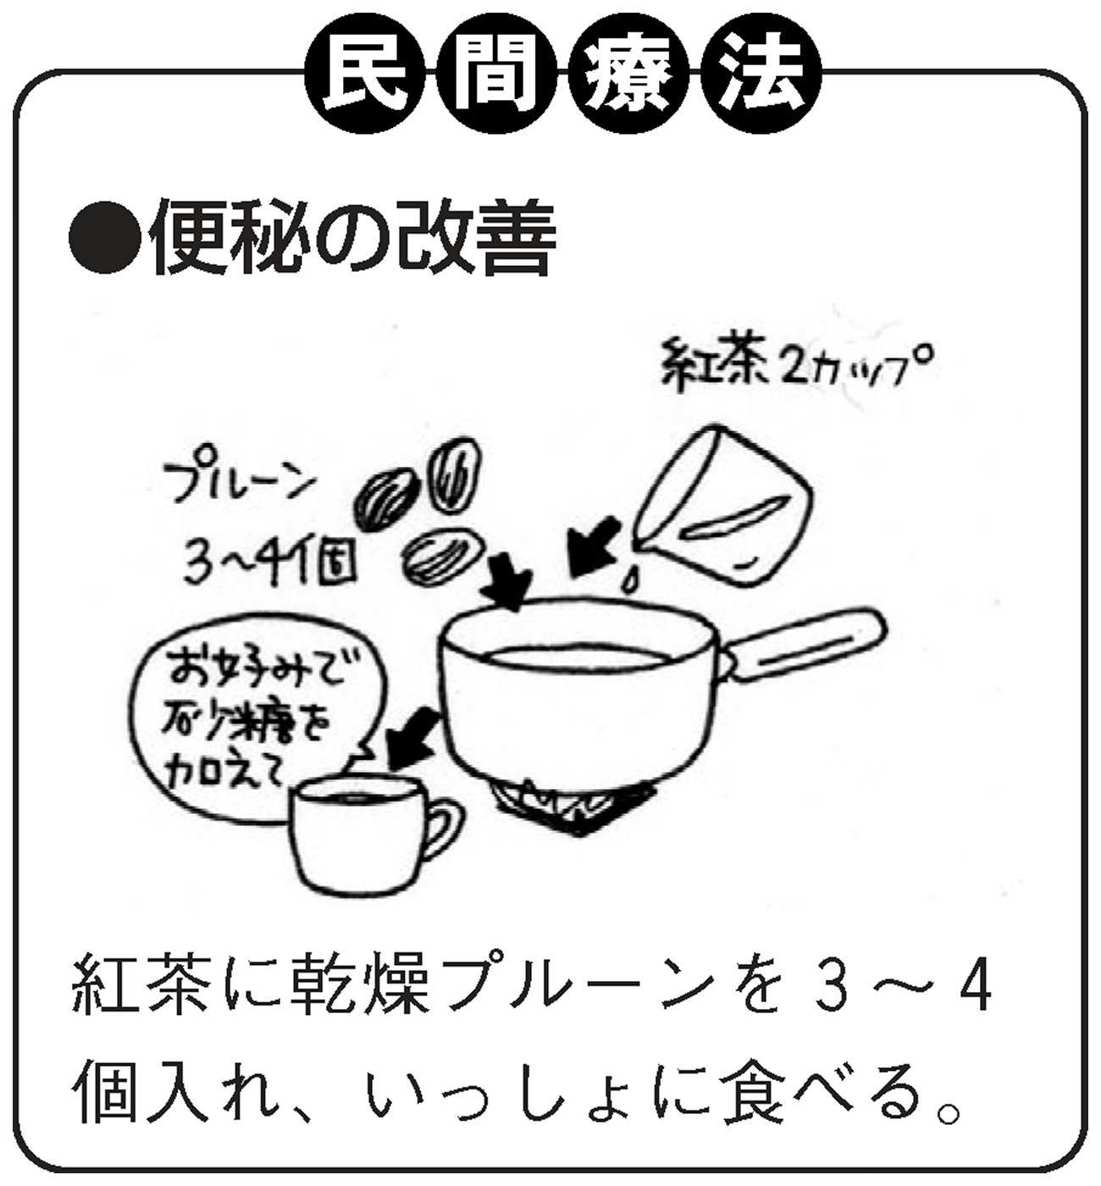 民間療法
●便秘の改善
紅茶2カップ
プルーン
3～4個
お好みで
砂糖を
加えて
紅茶に乾燥プルーンを3～4
個入れ、いっしょに食べる。